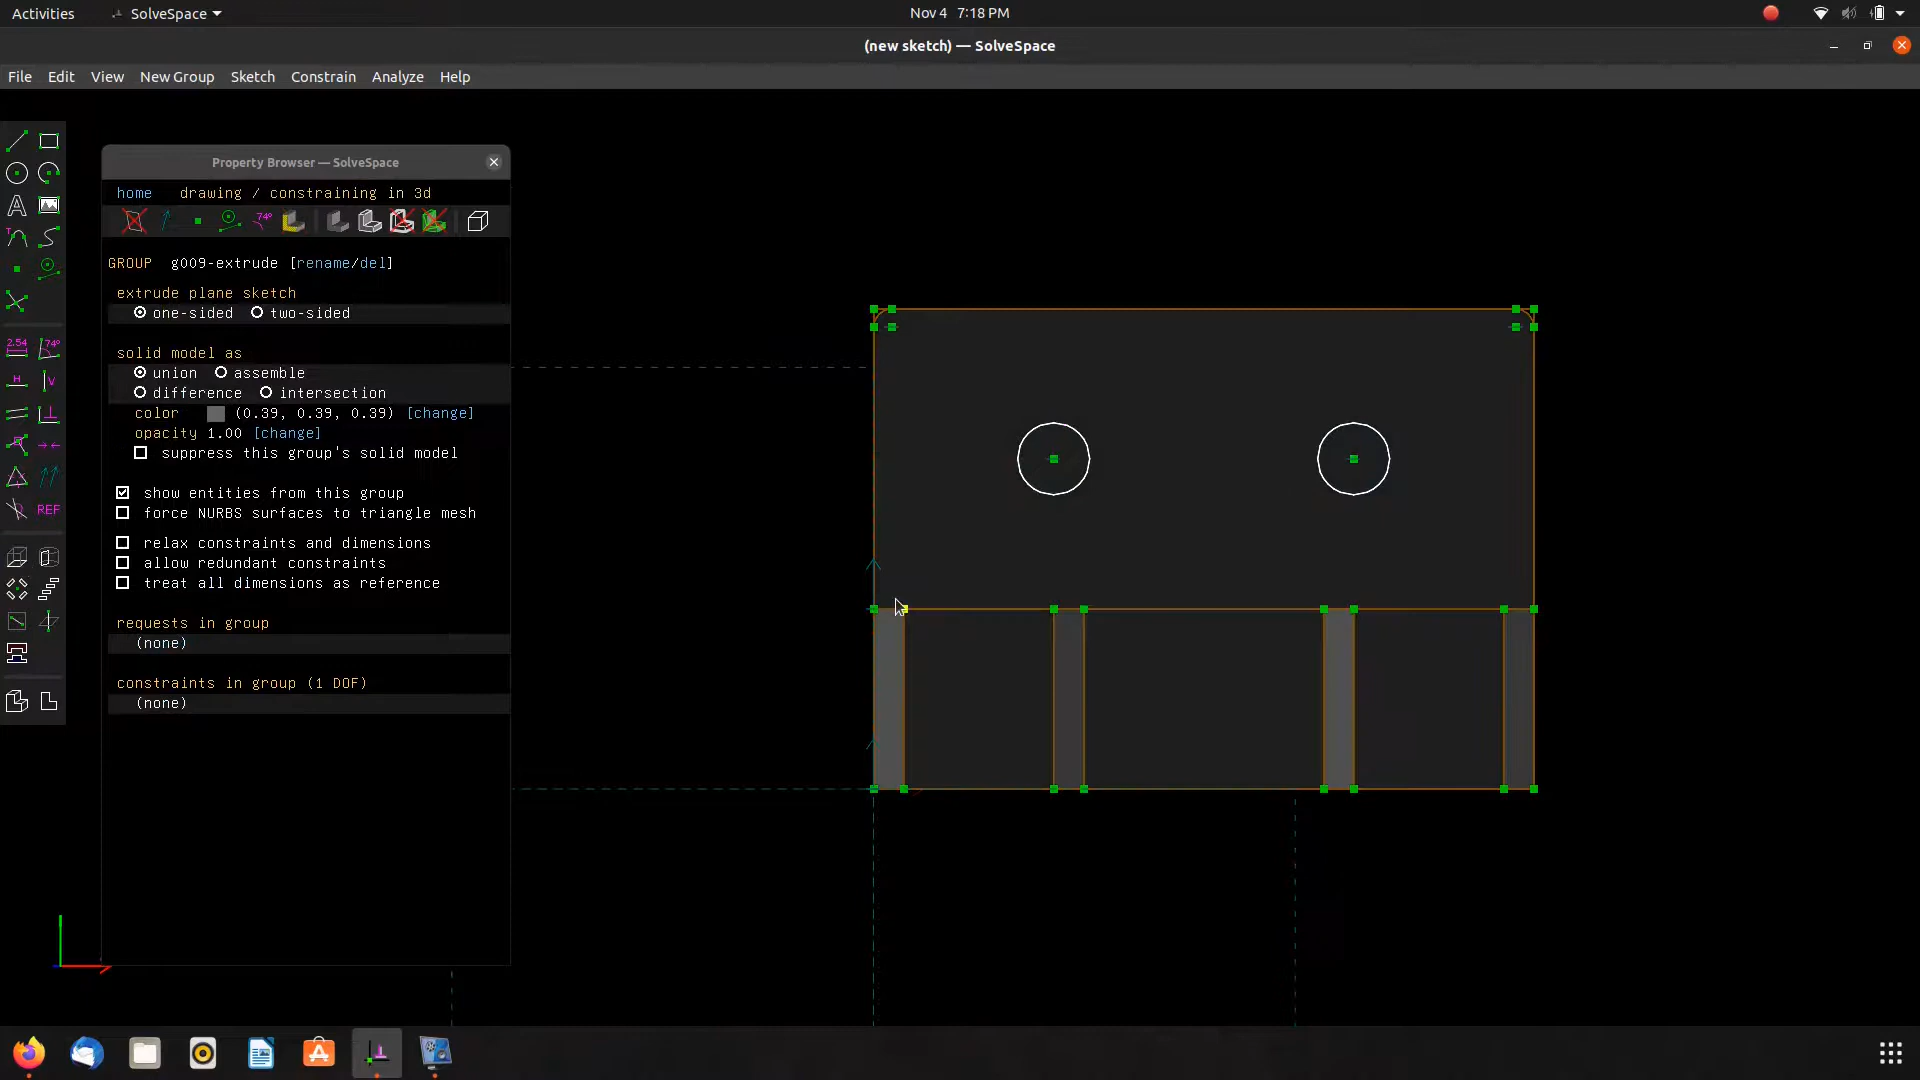 Activities
SolveSpace
Nov 4 7:18 PM
(new sketch) — SolveSpace
File Edit View New Group Sketch Constrain Analyze Help
Property Browser — SolveSpace
home drawing / constraining in 3d
74°
GROUP g009-extrude [rename/del]
extrude plane sketch
one-sided two-sided
solid model as
union assemble
difference intersection
color (0.39, 0.39, 0.39) [change]
opacity 1.00 [change]
suppress this group's solid model
show entities from this group
force NURBS surfaces to triangle mesh
relax constraints and dimensions
allow redundant constraints
treat all dimensions as reference
requests in group
(none)
constraints in group (1 DOF)
(none)
A
T
2.54 74°
H V
REF